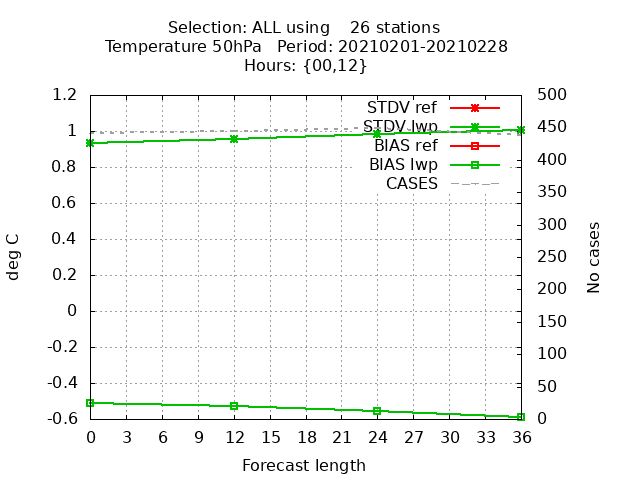 Selection: ALL using 26 stations
Temperature 50hPa Period: 20210201-20210228
Hours: {00,12}
STDV ref
STDV lwp
BIAS ref
BIAS lwp
CASES
1.2
1
0.8
0.6
0.4
0.2
0
-0.2
-0.4
-0.6
deg C
500
450
400
350
300
250
200
150
100
50
0
No cases
0 3 6 9 12 15 18 21 24 27 30 33 36
Forecast length